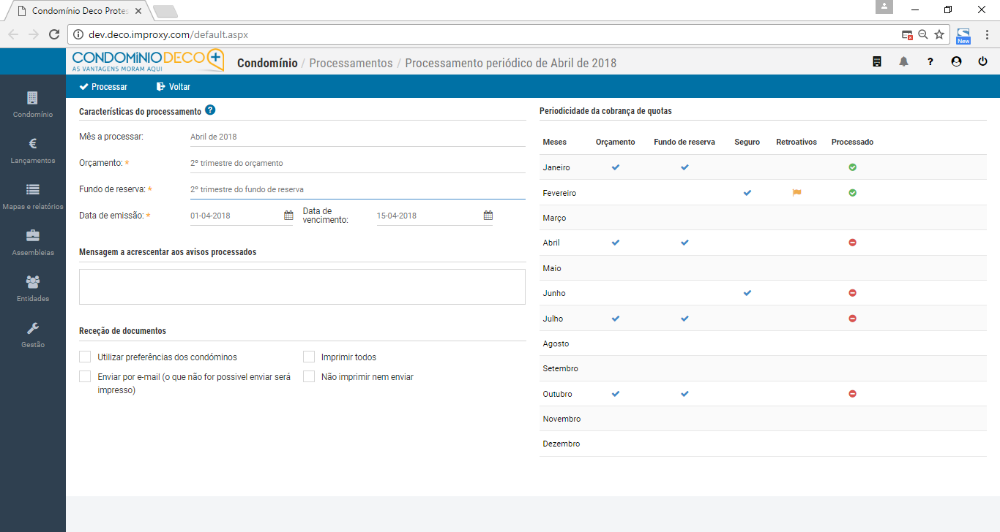 Condomínio Deco Protes
dev.deco.improxy.com/default.aspx
New
CONDOMÍNIO DECO+
AS VANTAGENS MORAM AQUI
Condomínio / Processamentos / Processamento periódico de Abril de 2018
?
Processar Voltar
Condomínio
Lançamentos
Mapas e relatórios
Assembleias
Entidades
Gestão
Características do processamento ?
Mês a processar: Abril de 2018
Orçamento: * 2º trimestre do orçamento
Fundo de reserva: * 2º trimestre do fundo de reserva
Data de emissão: * 01-04-2018 Data de
vencimento: 15-04-2018
Mensagem a acrescentar aos avisos processados
Receção de documentos
Utilizar preferências dos condóminos Imprimir todos
Enviar por e-mail (o que não for possivel enviar será Não imprimir nem enviar
impresso)
Periodicidade da cobrança de quotas
Meses Orçamento Fundo de reserva Seguro Retroativos Processado
Janeiro
Fevereiro
Março
Abril
Maio
Junho
Julho
Agosto
Setembro
Outubro
Novembro
Dezembro